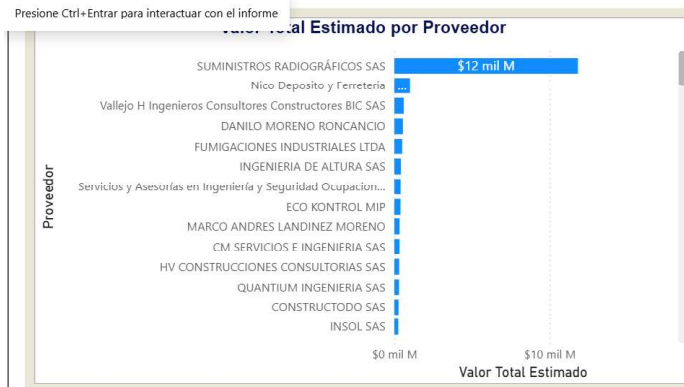 Presione Ctrl+Entrar para interactuar con el informe
Valor Total Estimado por Proveedor
SUMINISTROS RADIOGRÁFICOS SAS
$12 mil M
Nico Deposito y Ferreteria
...
Vallejo H Ingenieros Consultores Constructores BIC SAS
DANILO MORENO RONCANCIO
FUMIGACIONES INDUSTRIALES LTDA
INGENIERIA DE ALTURA SAS
Servicios y Asesorías en Ingeniería y Seguridad Ocupacion...
ECO KONTROL MIP
MARCO ANDRES LANDINEZ MORENO
CM SERVICIOS E INGENIERIA SAS
HV CONSTRUCCIONES CONSULTORIAS SAS
QUANTIUM INGENIERIA SAS
CONSTRUCTODO SAS
INSOL SAS
Proveedor
$0 mil M
$10 mil M
Valor Total Estimado